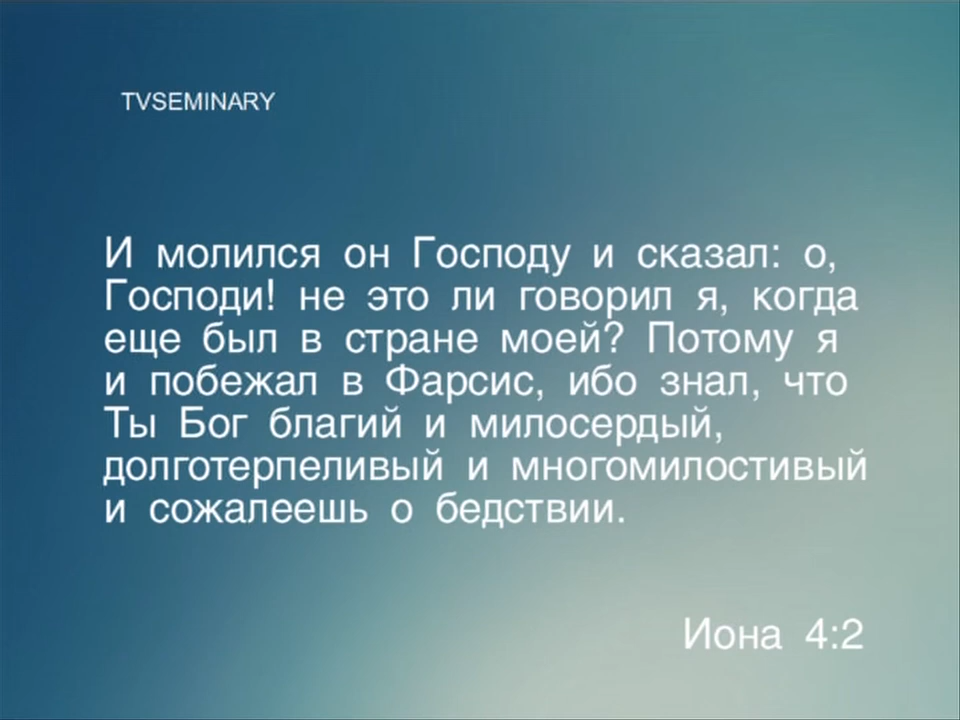 TVSEMINARY
И молился он Господу и сказал: о,
Господи! не это ли говорил я, когда
еще был в стране моей? Потому я
и побежал в Фарсис, ибо знал, что
Ты Бог благий и милосердый,
долготерпеливый и многомилостивый
и сожалеешь о бедствии.
Иона 4:2